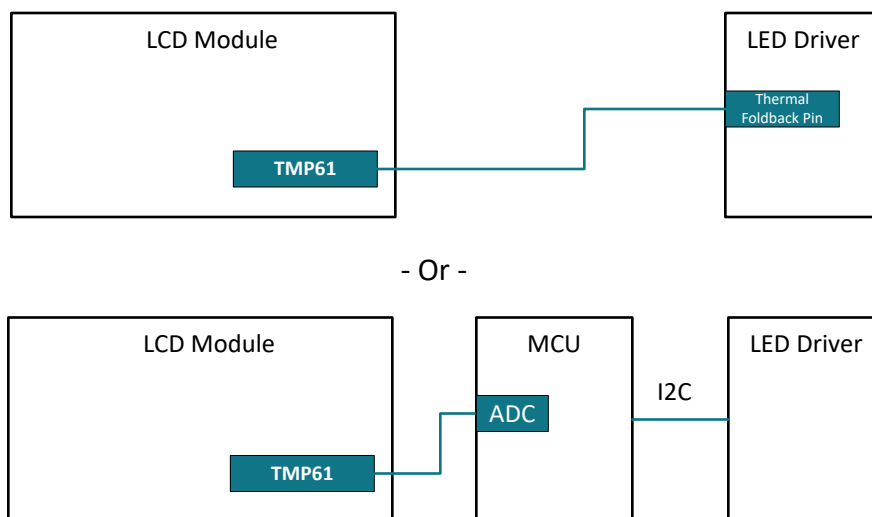 LCD Module
LED Driver
Thermal
Foldback Pin
TMP61
- Or -
LCD Module
MCU
LED Driver
I2C
ADC
TMP61